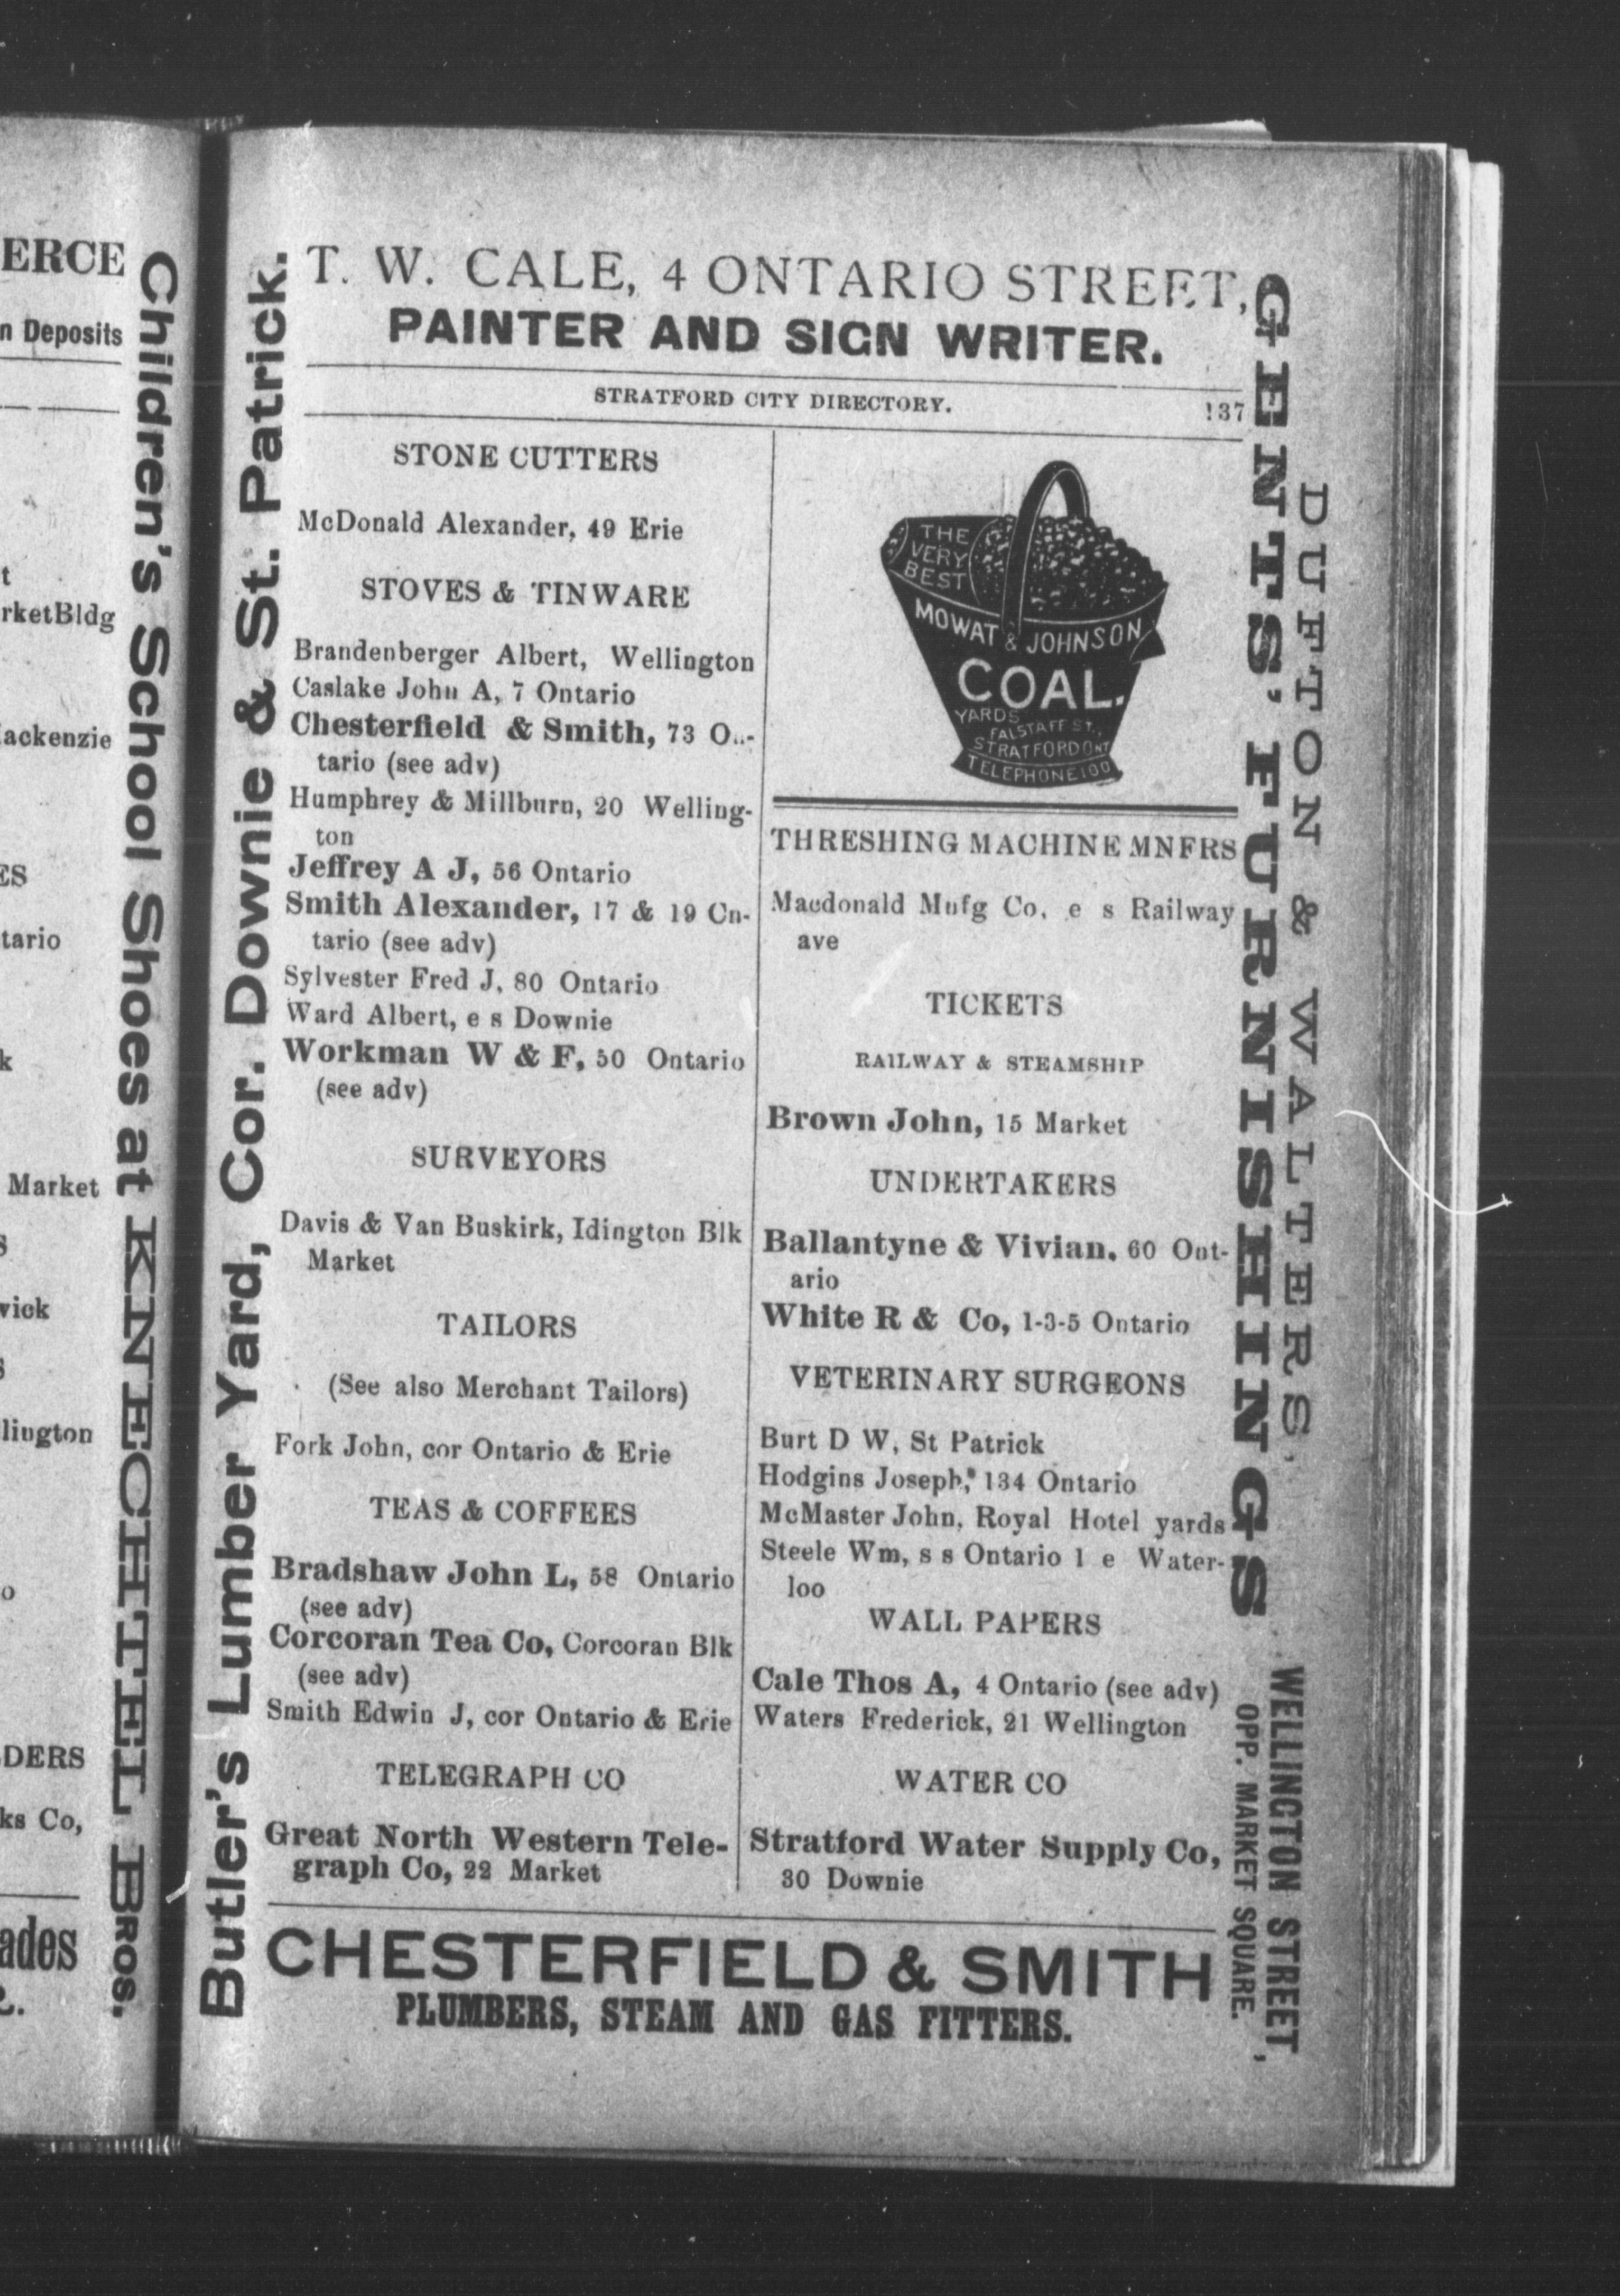 ERCE
n Deposits
t
rketBldg
ackenzie
ES
tario
k
Market
s
wick
s
lington
o
DERS
ks Co,
ades
Children's School Shoes at KNECHTEL BROS.
Butler's Lumber Yard, Cor. Downie & St. Patrick.
T. W. CALE, 4 ONTARIO STREET,
PAINTER AND SIGN WRITER.
STRATFORD CITY DIRECTORY. 137
STONE CUTTERS
McDonald Alexander, 49 Erie
STOVES & TINWARE
Brandenberger Albert, Wellington
Caslake John A, 7 Ontario
Chesterfield & Smith, 73 On-
tario (see adv)
Humphrey & Millburn, 20 Welling-
ton
Jeffrey A J, 56 Ontario
Smith Alexander, 17 & 19 On-
tario (see adv)
Sylvester Fred J, 80 Ontario
Ward Albert, e s Downie
Workman W & F, 50 Ontario
(see adv)
SURVEYORS
Davis & Van Buskirk, Idington Blk
Market
TAILORS
(See also Merchant Tailors)
Fork John, cor Ontario & Erie
TEAS & COFFEES
Bradshaw John L, 58 Ontario
(see adv)
Corcoran Tea Co, Corcoran Blk
(see adv)
Smith Edwin J, cor Ontario & Erie
TELEGRAPH CO
Great North Western Tele-
graph Co, 22 Market
THE
VERY
BEST
MOWAT & JOHNSON
COAL.
YARDS
FALSTAFF ST.,
STRATFORD ONT
TELEPHONE 100
THRESHING MACHINE MNFRS
Macdonald Mnfg Co, e s Railway
ave
TICKETS
RAILWAY & STEAMSHIP
Brown John, 15 Market
UNDERTAKERS
Ballantyne & Vivian, 60 Ont-
ario
White R & Co, 1-3-5 Ontario
VETERINARY SURGEONS
Burt D W, St Patrick
Hodgins Joseph, 134 Ontario
McMaster John, Royal Hotel yards
Steele Wm, s s Ontario 1 e Water-
loo
WALL PAPERS
Cale Thos A, 4 Ontario (see adv)
Waters Frederick, 21 Wellington
WATER CO
Stratford Water Supply Co,
30 Downie
CHESTERFIELD & SMITH
PLUMBERS, STEAM AND GAS FITTERS.
DUFTON & WALTERS,
GENTS' FURNISHINGS
WELLINGTON STREET,
OPP. MARKET SQUARE.